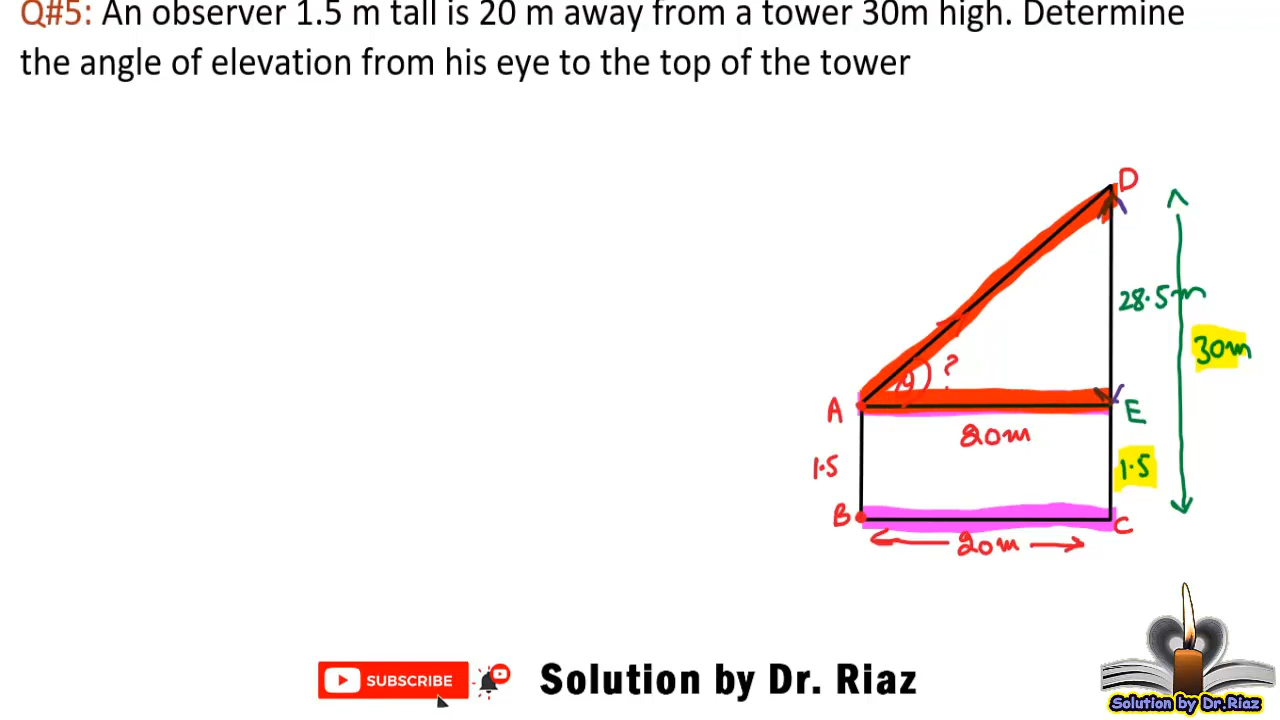 Q#5: An observer 1.5 m tall is 20 m away from a tower 30m high. Determine
the angle of elevation from his eye to the top of the tower
D
28.5m
30m
θ ?
A
E
20m
1.5
1.5
B
C
20m
SUBSCRIBE
Solution by Dr. Riaz
Solution by Dr.Riaz